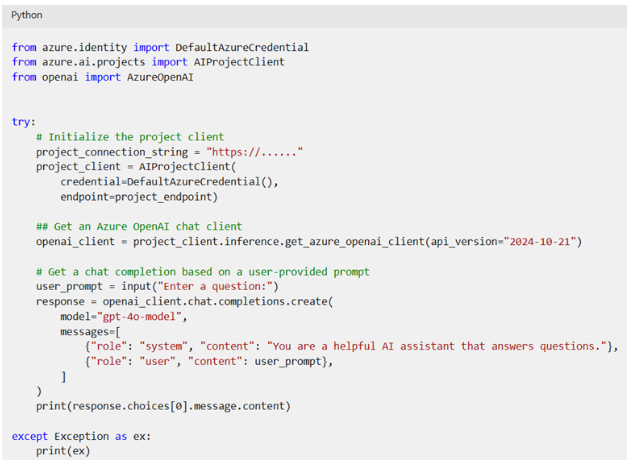 Python
from azure.identity import DefaultAzureCredential
from azure.ai.projects import AIProjectClient
from openai import AzureOpenAI
try:
    # Initialize the project client
    project_connection_string = "https://......"
    project_client = AIProjectClient(
        credential=DefaultAzureCredential(),
        endpoint=project_endpoint)
    ## Get an Azure OpenAI chat client
    openai_client = project_client.inference.get_azure_openai_client(api_version="2024-10-21")
    # Get a chat completion based on a user-provided prompt
    user_prompt = input("Enter a question:")
    response = openai_client.chat.completions.create(
        model="gpt-4o-model",
        messages=[
            {"role": "system", "content": "You are a helpful AI assistant that answers questions."},
            {"role": "user", "content": user_prompt},
        ]
    )
    print(response.choices[0].message.content)
except Exception as ex:
    print(ex)